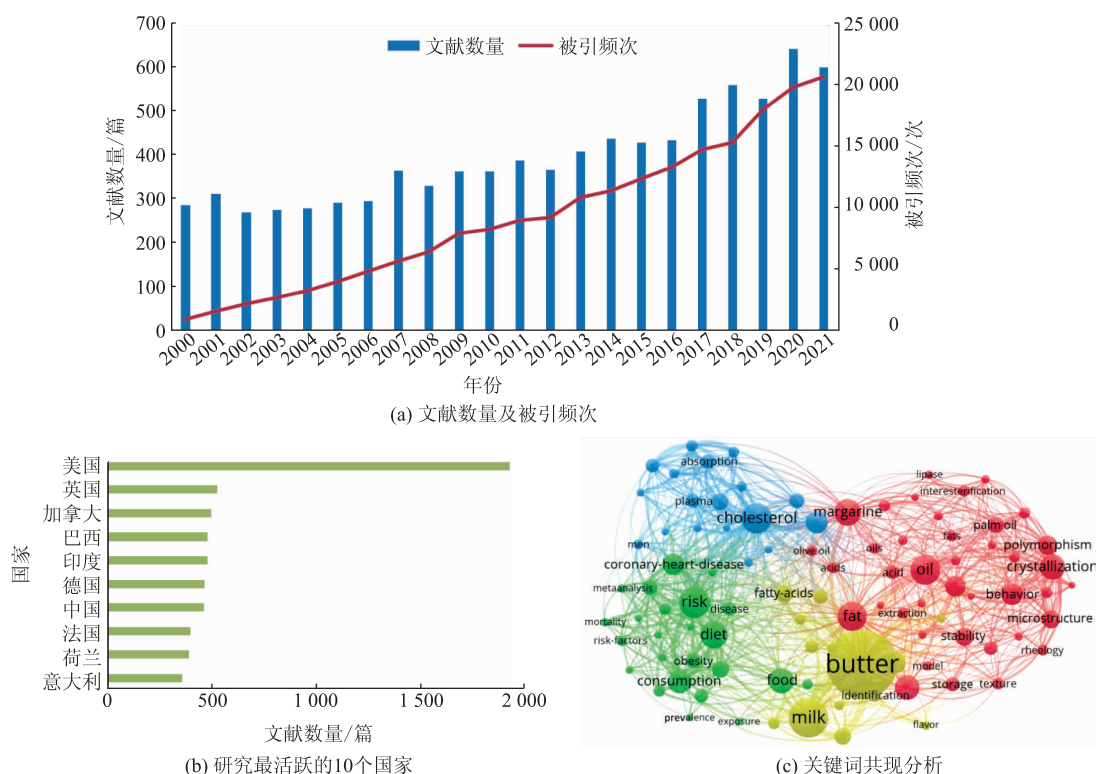 700
600
500
400
300
200
100
0
文献数量/篇
文献数量
被引频次
25 000
20 000
15 000
10 000
5 000
0
被引频次/次
2000 2001 2002 2003 2004 2005 2006 2007 2008 2009 2010 2011 2012 2013 2014 2015 2016 2017 2018 2019 2020 2021
年份
(a) 文献数量及被引频次
国家
美国
英国
加拿大
巴西
印度
德国
中国
法国
荷兰
意大利
0 500 1 000 1 500 2 000
文献数量/篇
(b) 研究最活跃的10个国家
absorption
lipase
interesterification
plasma
cholesterol
margarine
palm oil
fats
men
olive oil
oils
polymorphism
coronary-heart-disease
acids
acid
oil
crystallization
metaanalysis
fatty-acids
behavior
risk
disease
mortality
fat
extraction
microstructure
risk-factors
diet
stability
rheology
obesity
butter
model
consumption
food
identification
storage
texture
prevalence
exposure
milk
flavor
(c) 关键词共现分析